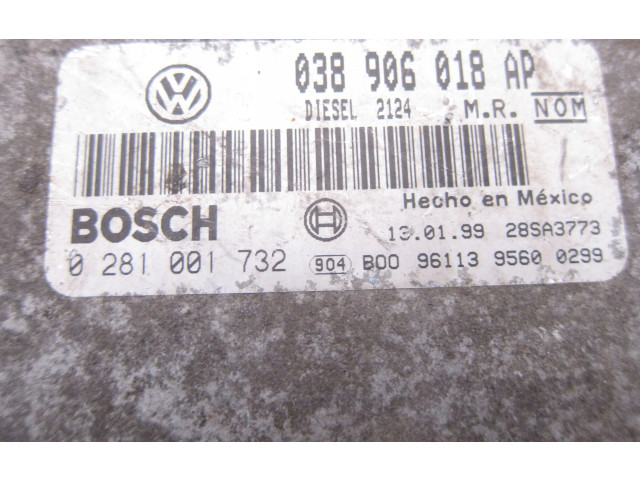 038 906 018 AP
DIESEL 2124 M.R. NOM
Hecho en México
BOSCH 13.01.99 28SA3773
0 281 001 732 904 B00 96113 9560 0299